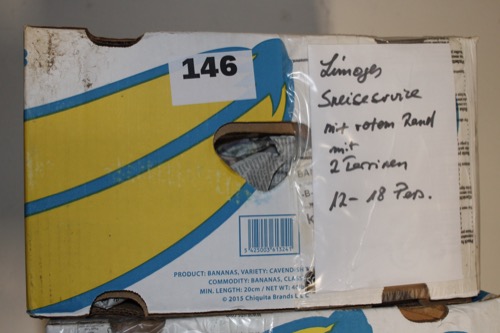 146
Limoges
Speiseservice
mit rotem Rand
mit
2 Terrinen
12 - 18 Pers.
PRODUCT: BANANAS, VARIETY: CAVENDISH
COMMODITY: BANANAS, CLASS
MIN. LENGTH: 20cm / NET
© 2015 Chiquita Brands